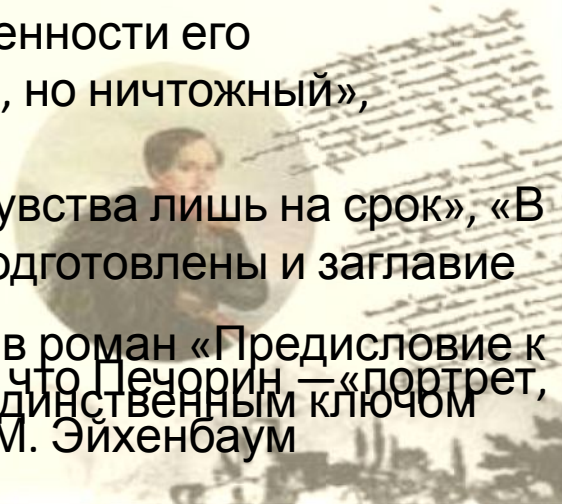 енности его
, но ничтожный»,
увства лишь на срок», «В
одготовлены и заглавие
в роман «Предисловие к
что Печорин —«портрет,
динственным ключом
М. Эйхенбаум